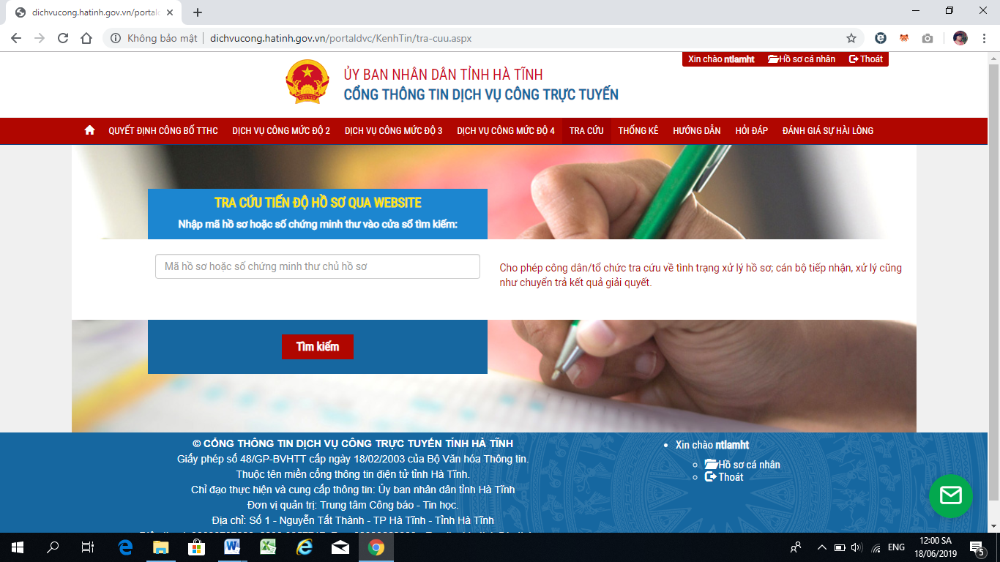 dichvucong.hatinh.gov.vn/portal
Không bảo mật
dichvucong.hatinh.gov.vn/portaldvc/KenhTin/tra-cuu.aspx
Xin chào ntlamht Hồ sơ cá nhân Thoát
ỦY BAN NHÂN DÂN TỈNH HÀ TĨNH
CỔNG THÔNG TIN DỊCH VỤ CÔNG TRỰC TUYẾN
QUYẾT ĐỊNH CÔNG BỐ TTHC DỊCH VỤ CÔNG MỨC ĐỘ 2 DỊCH VỤ CÔNG MỨC ĐỘ 3 DỊCH VỤ CÔNG MỨC ĐỘ 4 TRA CỨU THỐNG KÊ HƯỚNG DẪN HỎI ĐÁP ĐÁNH GIÁ SỰ HÀI LÒNG
TRA CỨU TIẾN ĐỘ HỒ SƠ QUA WEBSITE
Nhập mã hồ sơ hoặc số chứng minh thư vào cửa sổ tìm kiếm:
Mã hồ sơ hoặc số chứng minh thư chủ hồ sơ
Cho phép công dân/tổ chức tra cứu về tình trạng xử lý hồ sơ; cán bộ tiếp nhận, xử lý cũng
như chuyển trả kết quả giải quyết.
Tìm kiếm
© CỔNG THÔNG TIN DỊCH VỤ CÔNG TRỰC TUYẾN TỈNH HÀ TĨNH
Giấy phép số 48/GP-BVHTT cấp ngày 18/02/2003 của Bộ Văn hóa Thông tin.
Thuộc tên miền cổng thông tin điện tử tỉnh Hà Tĩnh.
Chỉ đạo thực hiện và cung cấp thông tin: Ủy ban nhân dân tỉnh Hà Tĩnh
Đơn vị quản trị: Trung tâm Công báo - Tin học.
Địa chỉ: Số 1 - Nguyễn Tất Thành - TP Hà Tĩnh - Tỉnh Hà Tĩnh
Xin chào ntlamht
Hồ sơ cá nhân
Thoát
ENG
12:00 SA
18/06/2019
5